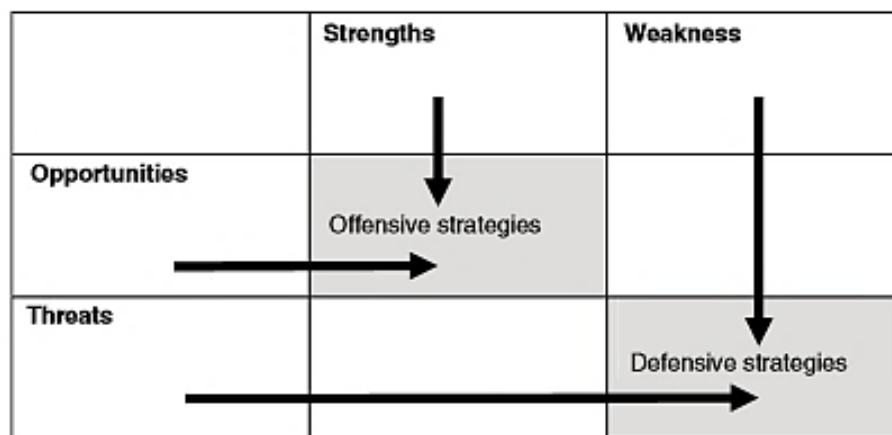 Strengths
Weakness
Opportunities
Offensive strategies
Threats
Defensive strategies